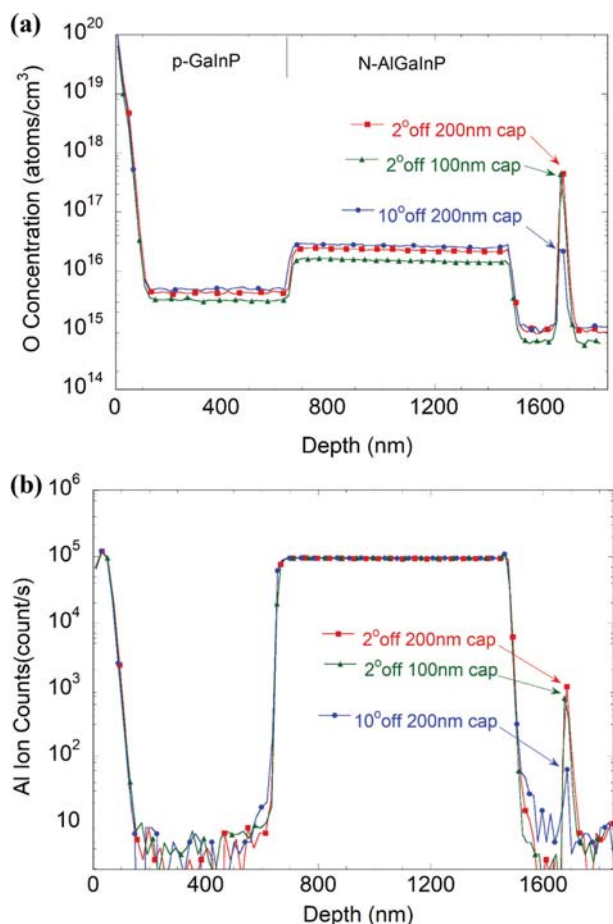 (a)
10^20
10^19
10^18
10^17
10^16
10^15
10^14
O Concentration (atoms/cm^3)
p-GaInP
N-AlGaInP
2°off 200nm cap
2°off 100nm cap
10°off 200nm cap
0
400
800
1200
1600
Depth (nm)
(b)
10^6
10^5
10^4
10^3
10^2
10
Al Ion Counts(count/s)
2°off 200nm cap
2°off 100nm cap
10°off 200nm cap
0
400
800
1200
1600
Depth (nm)